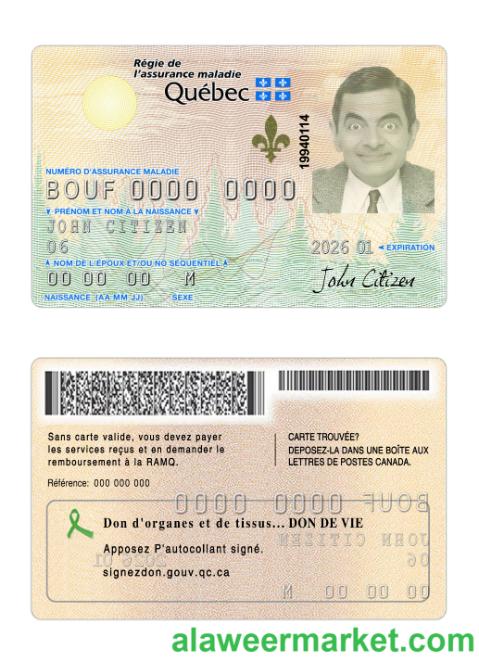 Régie de
l'assurance maladie
Québec
19940114
NUMÉRO D'ASSURANCE MALADIE
BOUF 0000 0000
▼ PRÉNOM ET NOM À LA NAISSANCE ▼
JOHN CITIZEN
06
2026 01 ◄ EXPIRATION
▲ NOM DE L'ÉPOUX ET/OU NO SÉQUENTIEL ▲
00 00 00 M
John Citizen
NAISSANCE (AA MM JJ) SEXE
Sans carte valide, vous devez payer
les services reçus et en demander le
remboursement à la RAMQ.
Référence: 000 000 000
CARTE TROUVÉE?
DEPOSEZ-LA DANS UNE BOÎTE AUX
LETTRES DE POSTES CANADA.
BOUF 0000 0000
Don d'organes et de tissus... DON DE VIE
JOHN CITIZEN
Apposez P'autocollant signé.
06 2026 01
signezdon.gouv.qc.ca
00 00 00 M
alaweermarket.com